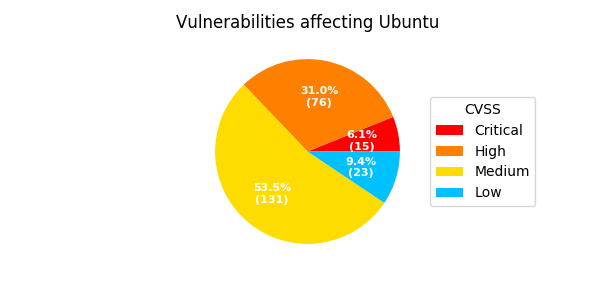 Vulnerabilities affecting Ubuntu
31.0%
(76)
6.1%
(15)
9.4%
(23)
53.5%
(131)
CVSS
Critical
High
Medium
Low